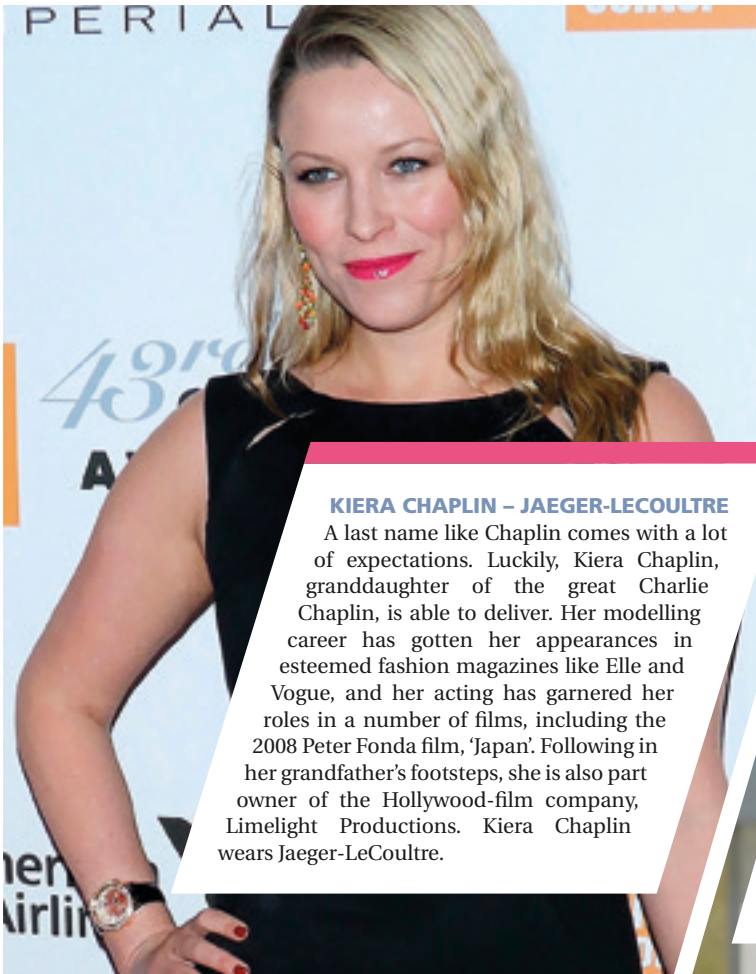 PERIAL
center
43rd
KIERA CHAPLIN – JAEGER-LECOULTRE
A last name like Chaplin comes with a lot
of expectations. Luckily, Kiera Chaplin,
granddaughter of the great Charlie
Chaplin, is able to deliver. Her modelling
career has gotten her appearances in
esteemed fashion magazines like Elle and
Vogue, and her acting has garnered her
roles in a number of films, including the
2008 Peter Fonda film, ‘Japan’. Following in
her grandfather’s footsteps, she is also part
owner of the Hollywood-film company,
Limelight Productions. Kiera Chaplin
wears Jaeger-LeCoultre.